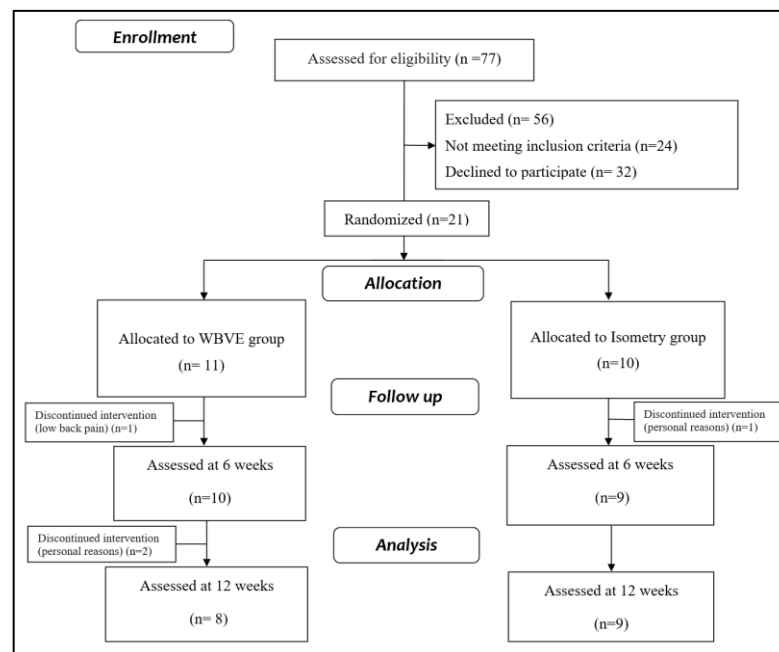 Enrollment
Assessed for eligibility (n =77)
Excluded (n= 56)
Not meeting inclusion criteria (n=24)
Declined to participate (n= 32)
Randomized (n=21)
Allocation
Allocated to WBVE group
(n= 11)
Allocated to Isometry group
(n=10)
Follow up
Discontinued intervention
(low back pain) (n=1)
Discontinued intervention
(personal reasons) (n=1)
Assessed at 6 weeks
(n=10)
Assessed at 6 weeks
(n=9)
Analysis
Discontinued intervention
(personal reasons) (n=2)
Assessed at 12 weeks
(n= 8)
Assessed at 12 weeks
(n=9)